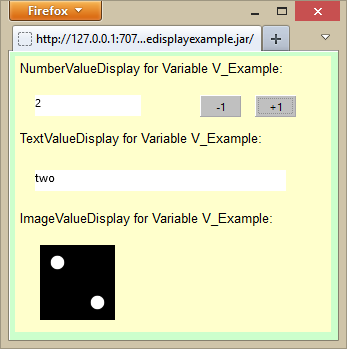 Firefox
http://127.0.0.1:707...edisplayexample.jar/
NumberValueDisplay for Variable V_Example:
2 -1 +1
TextValueDisplay for Variable V_Example:
two
ImageValueDisplay for Variable V_Example: